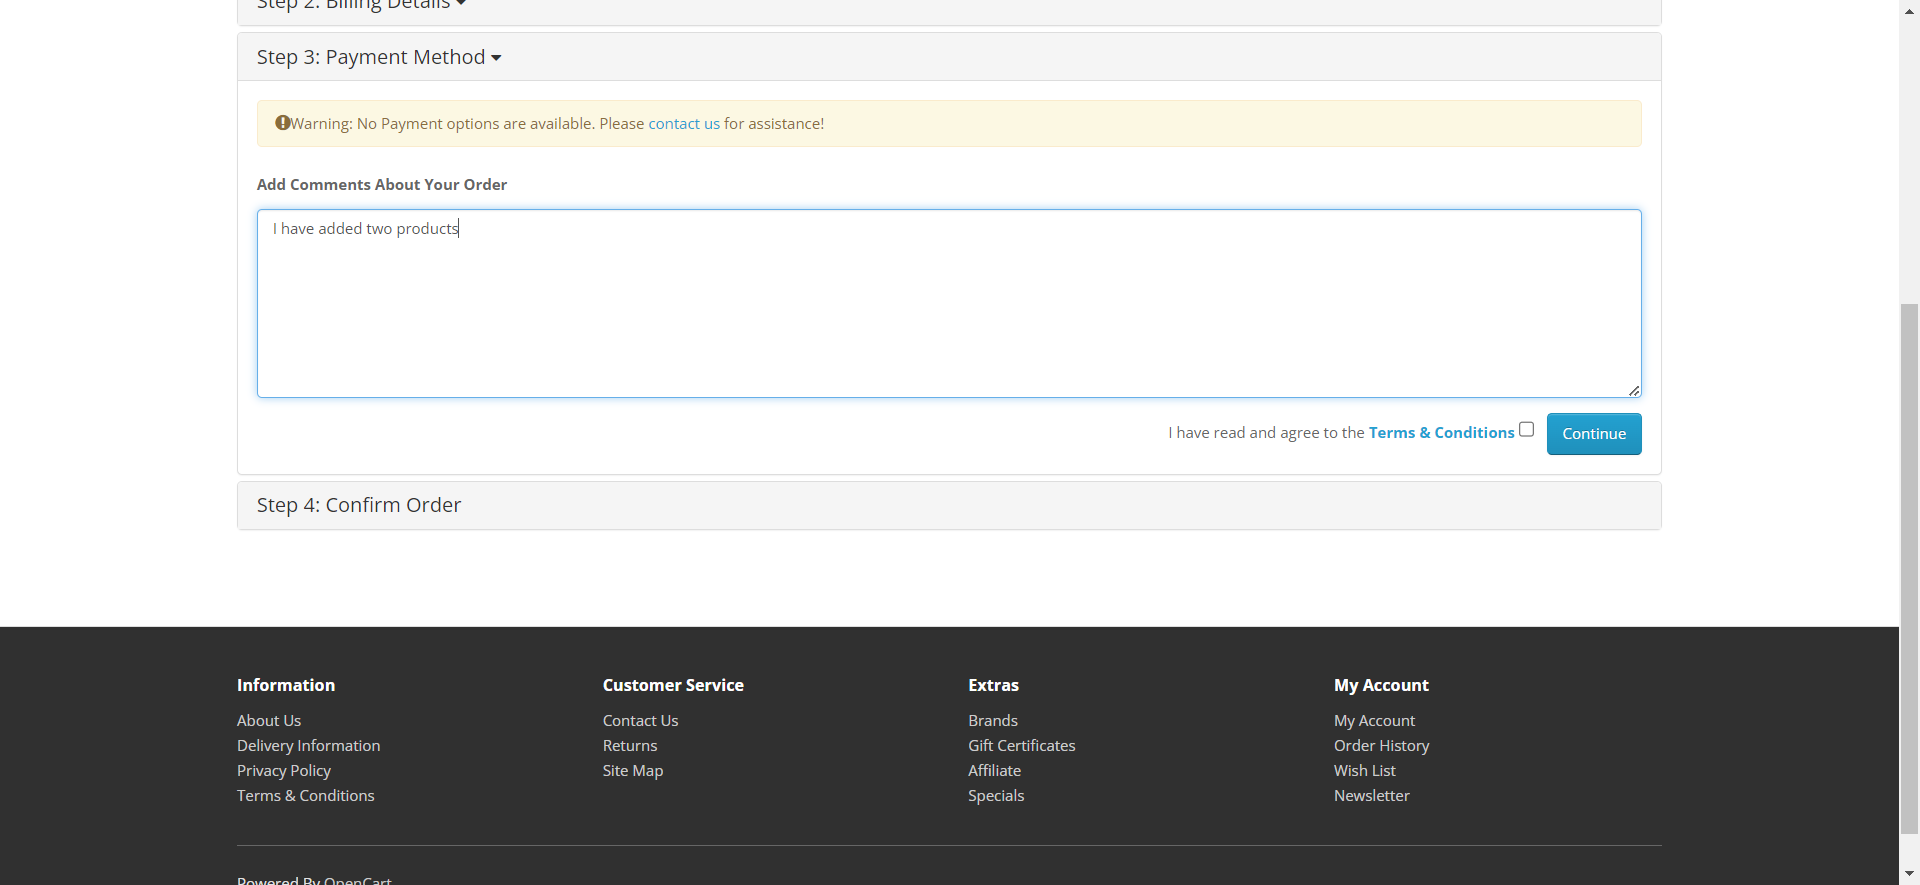 Step 2: Billing Details
Step 3: Payment Method
Warning: No Payment options are available. Please contact us for assistance!
Add Comments About Your Order
I have added two products
I have read and agree to the Terms & Conditions
Continue
Step 4: Confirm Order
Information
About Us
Delivery Information
Privacy Policy
Terms & Conditions
Customer Service
Contact Us
Returns
Site Map
Extras
Brands
Gift Certificates
Affiliate
Specials
My Account
My Account
Order History
Wish List
Newsletter
Powered By OpenCart